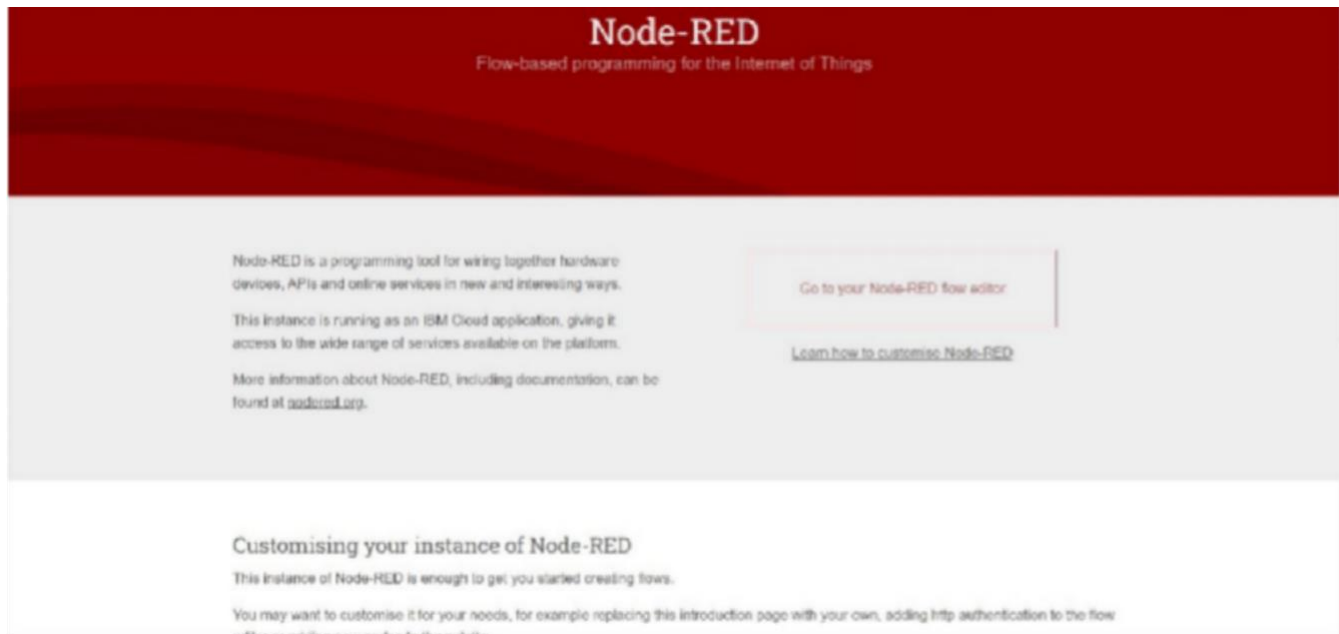 Node-RED
Flow-based programming for the Internet of Things
Node-RED is a programming tool for wiring together hardware
devices, APIs and online services in new and interesting ways.
This instance is running as an IBM Cloud application, giving it
access to the wide range of services available on the platform.
More information about Node-RED, including documentation, can be
found at nodered.org.
Go to your Node-RED flow editor
Learn how to customise Node-RED
Customising your instance of Node-RED
This instance of Node-RED is enough to get you started creating flows.
You may want to customise it for your needs, for example replacing this introduction page with your own, adding http authentication to the flow